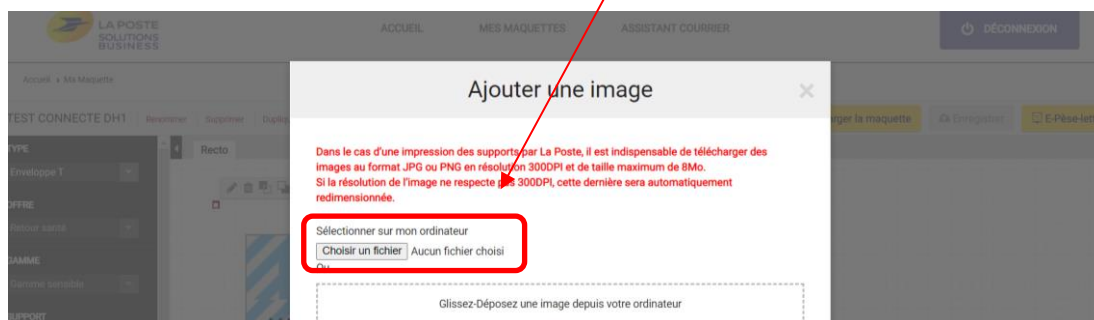 LA POSTE
SOLUTIONS
BUSINESS
ACCUEIL MES MAQUETTES ASSISTANT COURRIER DÉCONNEXION
Accueil Ma Maquette
Ajouter une image ×
TEST CONNECTE DH1 Renommer Supprimer Dupliq
rger la maquette Enregistrer E-Pèse-lett
TYPE
Recto
Enveloppe T
Dans le cas d'une impression des supports par La Poste, il est indispensable de télécharger des
images au format JPG ou PNG en résolution 300DPI et de taille maximum de 8Mo.
Si la résolution de l'image ne respecte pas 300DPI, cette dernière sera automatiquement
redimensionnée.
OFFRE
Retour santé
Sélectionner sur mon ordinateur
Choisir un fichier Aucun fichier choisi
Ou
GAMME
Gamme sensible
Glissez-Déposez une image depuis votre ordinateur
SUPPORT